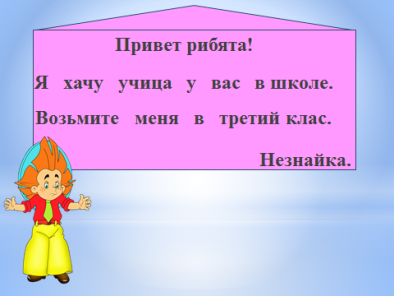 Привет рибята!
Я хачу учица у вас в школе.
Возьмите меня в третий клас.
Незнайка.